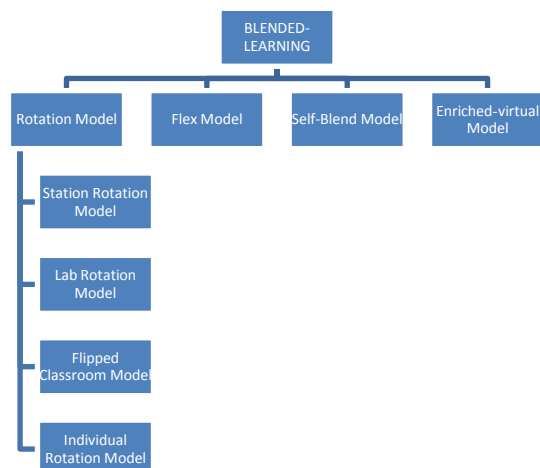 BLENDED-
LEARNING
Rotation Model
Flex Model
Self-Blend Model
Enriched-virtual
Model
Station Rotation
Model
Lab Rotation
Model
Flipped
Classroom Model
Individual
Rotation Model